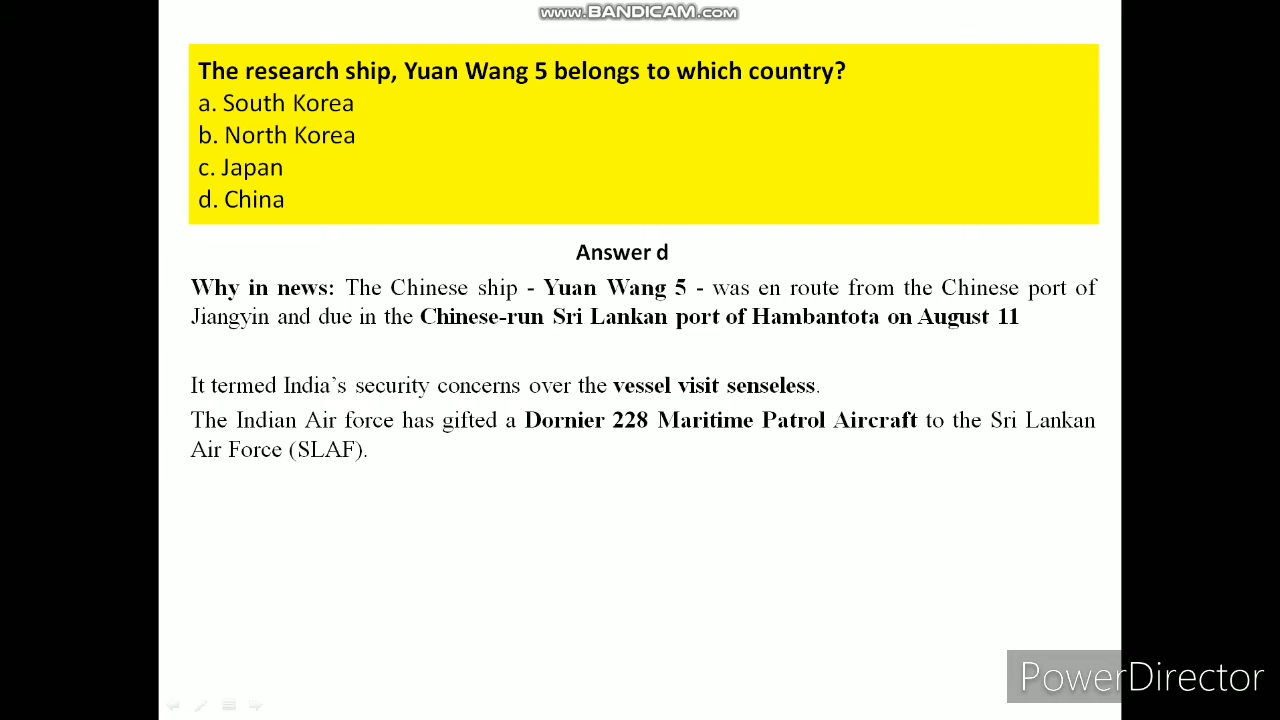 www.BANDICAM.com
The research ship, Yuan Wang 5 belongs to which country?
a. South Korea
b. North Korea
c. Japan
d. China
Answer d
Why in news: The Chinese ship - Yuan Wang 5 - was en route from the Chinese port of
Jiangyin and due in the Chinese-run Sri Lankan port of Hambantota on August 11
It termed India’s security concerns over the vessel visit senseless.
The Indian Air force has gifted a Dornier 228 Maritime Patrol Aircraft to the Sri Lankan
Air Force (SLAF).
PowerDirector